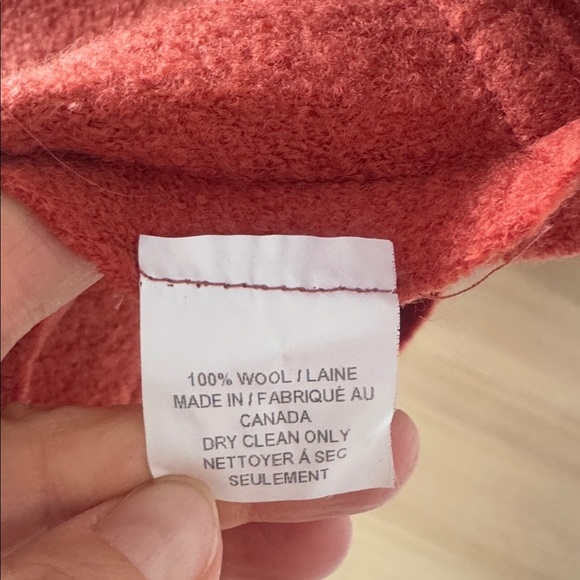 100% WOOL / LAINE
MADE IN / FABRIQUÉ AU
CANADA
DRY CLEAN ONLY
NETTOYER À SEC
SEULEMENT